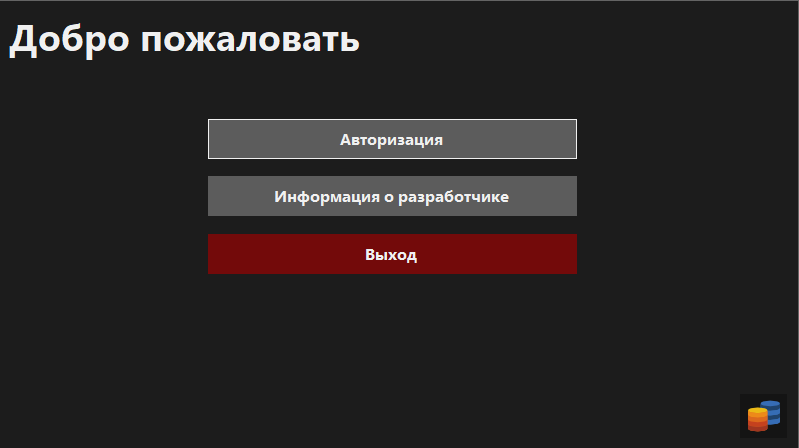 Добро пожаловать
Авторизация
Информация о разработчике
Выход